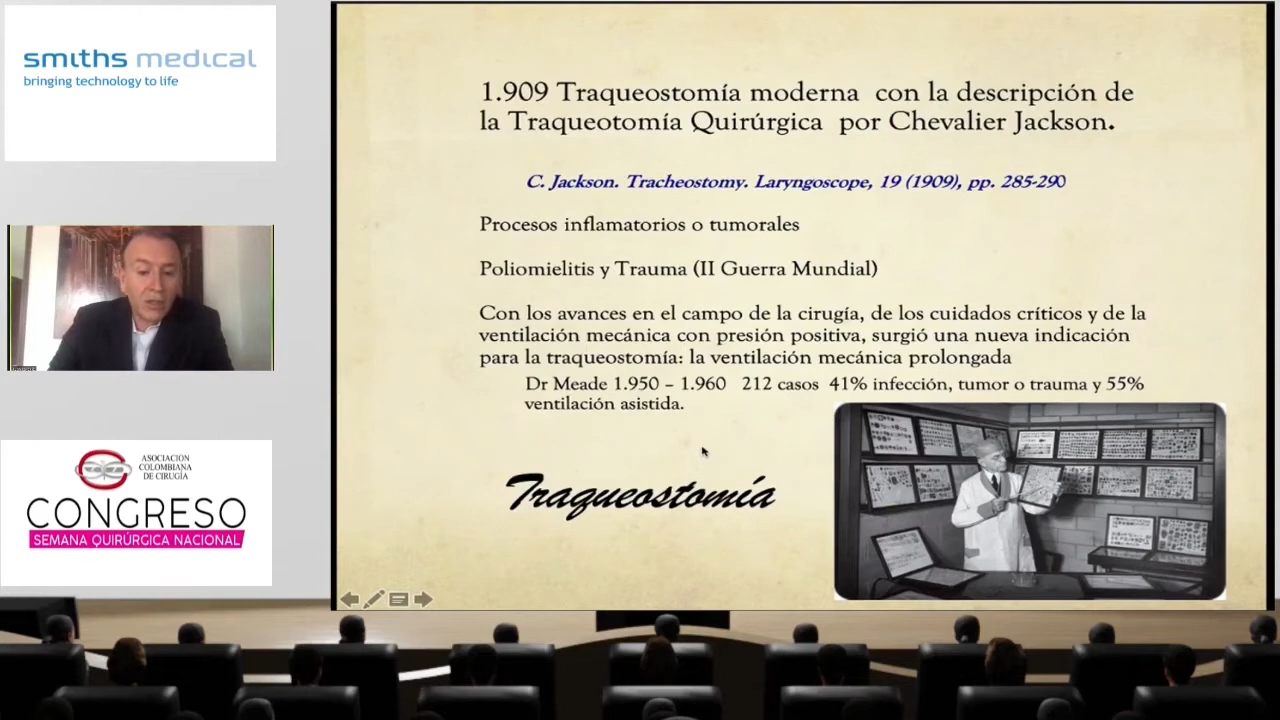 smiths medical
bringing technology to life
1.909 Traqueostomía moderna con la descripción de
la Traqueotomía Quirúrgica por Chevalier Jackson.
C. Jackson. Tracheostomy. Laryngoscope, 19 (1909), pp. 285-290
Procesos inflamatorios o tumorales
Poliomielitis y Trauma (II Guerra Mundial)
Con los avances en el campo de la cirugía, de los cuidados críticos y de la
ventilación mecánica con presión positiva, surgió una nueva indicación
para la traqueostomía: la ventilación mecánica prolongada
Dr Meade 1.950 – 1.960 212 casos 41% infección, tumor o trauma y 55%
ventilación asistida.
Traqueostomía
ASOCIACION
COLOMBIANA
DE CIRUGÍA
CONGRESO
SEMANA QUIRÚRGICA NACIONAL